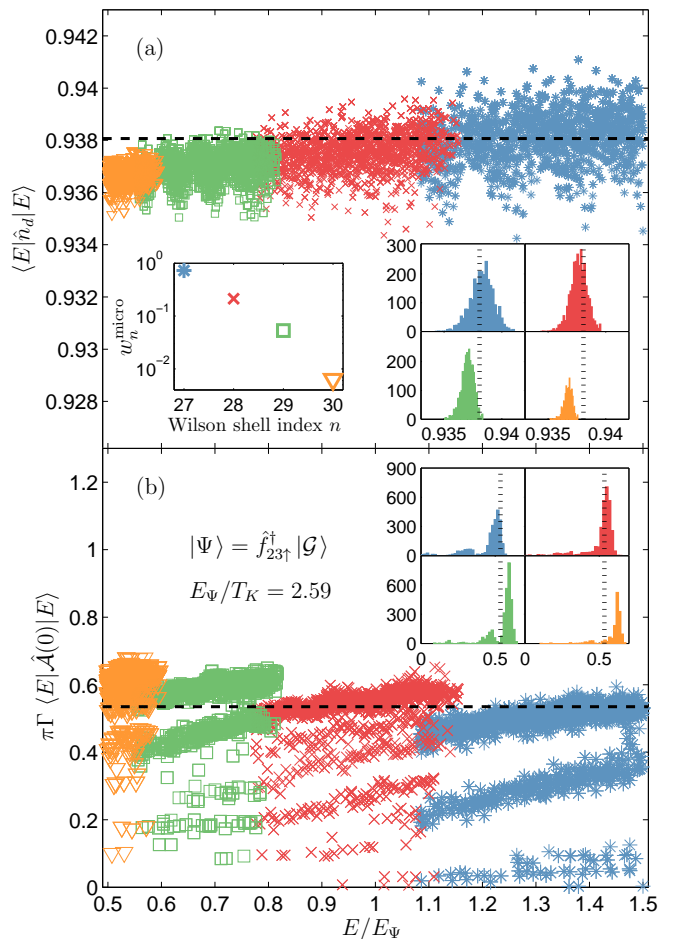 (a)
0.942
0.94
0.938
0.936
0.934
0.932
0.93
0.928
⟨E|n̂_d|E⟩
10^0
10^-1
10^-2
w_n^micro
27 28 29 30
Wilson shell index n
300
200
100
0
200
100
0
0.935 0.94 0.935 0.94
(b)
1.2
1
0.8
0.6
0.4
0.2
0
πΓ ⟨E|Â(0)|E⟩
|Ψ⟩ = f̂†_23↑ |G⟩
E_Ψ/T_K = 2.59
900
600
300
0
900
600
300
0
0.5 0 0.5
0.5 0.6 0.7 0.8 0.9 1 1.1 1.2 1.3 1.4 1.5
E/E_Ψ